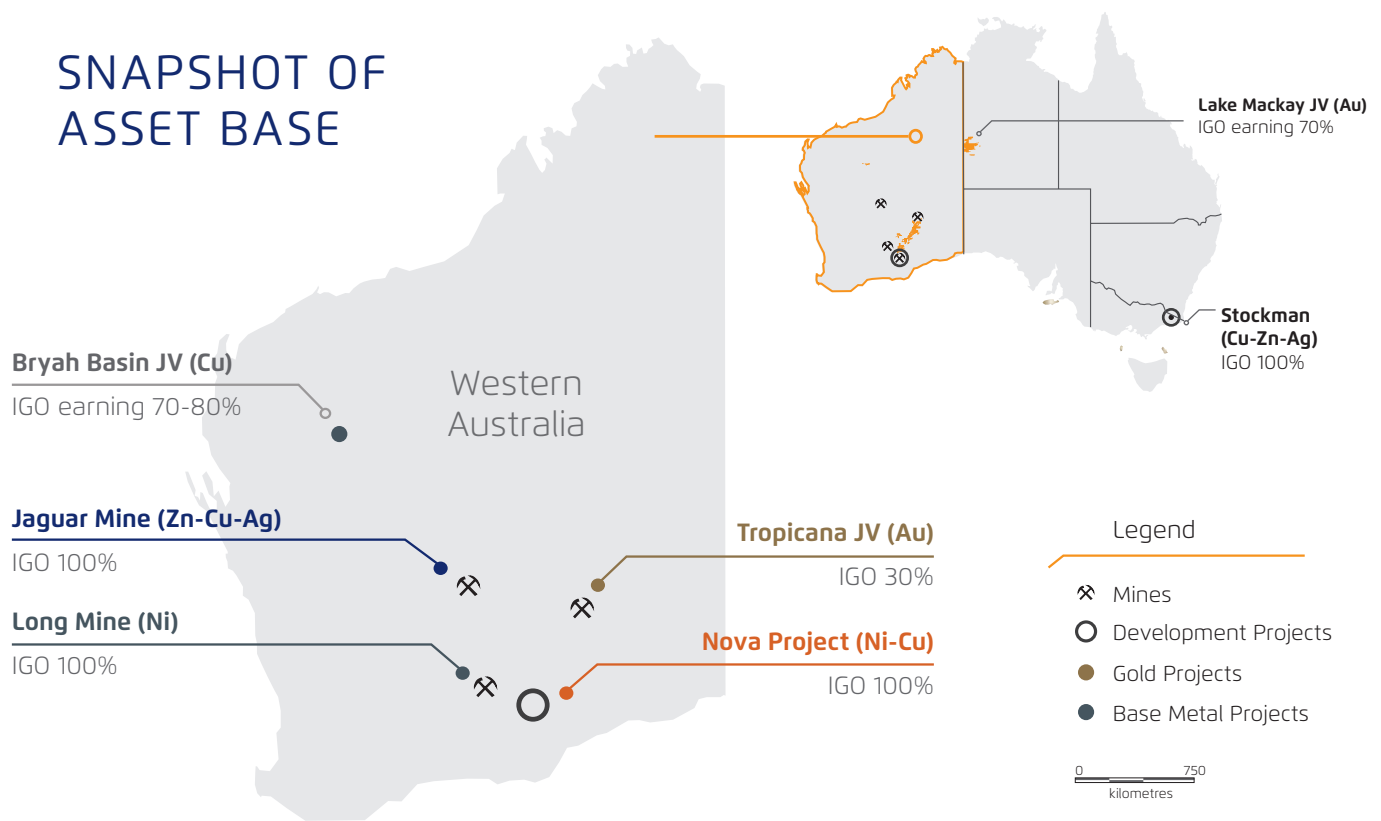 SNAPSHOT OF
ASSET BASE
Lake Mackay JV (Au)
IGO earning 70%
Stockman
(Cu-Zn-Ag)
IGO 100%
Bryah Basin JV (Cu)
IGO earning 70-80%
Western
Australia
Jaguar Mine (Zn-Cu-Ag)
IGO 100%
Long Mine (Ni)
IGO 100%
Tropicana JV (Au)
IGO 30%
Nova Project (Ni-Cu)
IGO 100%
Legend
Mines
Development Projects
Gold Projects
Base Metal Projects
0 750
kilometres